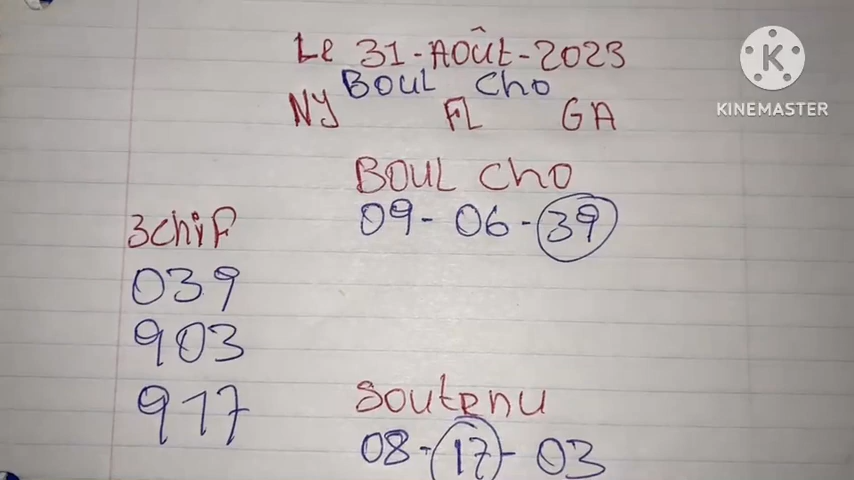 Le 31-Août-2023
BOUL Cho
NY FL GA
BOUL Cho
09-06-39
3chif
039
903
917
Soutenu
08-17-03
KINEMASTER